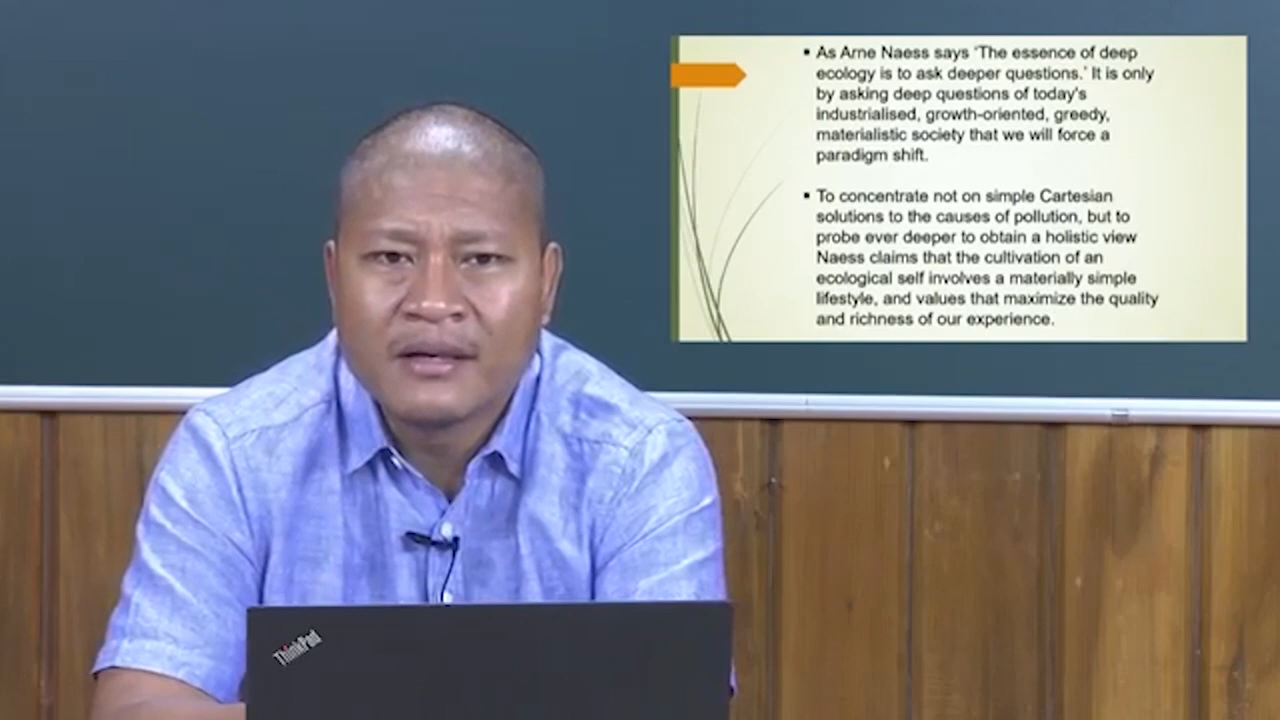 ▪ As Arne Naess says 'The essence of deep
ecology is to ask deeper questions.' It is only
by asking deep questions of today's
industrialised, growth-oriented, greedy,
materialistic society that we will force a
paradigm shift.
▪ To concentrate not on simple Cartesian
solutions to the causes of pollution, but to
probe ever deeper to obtain a holistic view
Naess claims that the cultivation of an
ecological self involves a materially simple
lifestyle, and values that maximize the quality
and richness of our experience.
ThinkPad